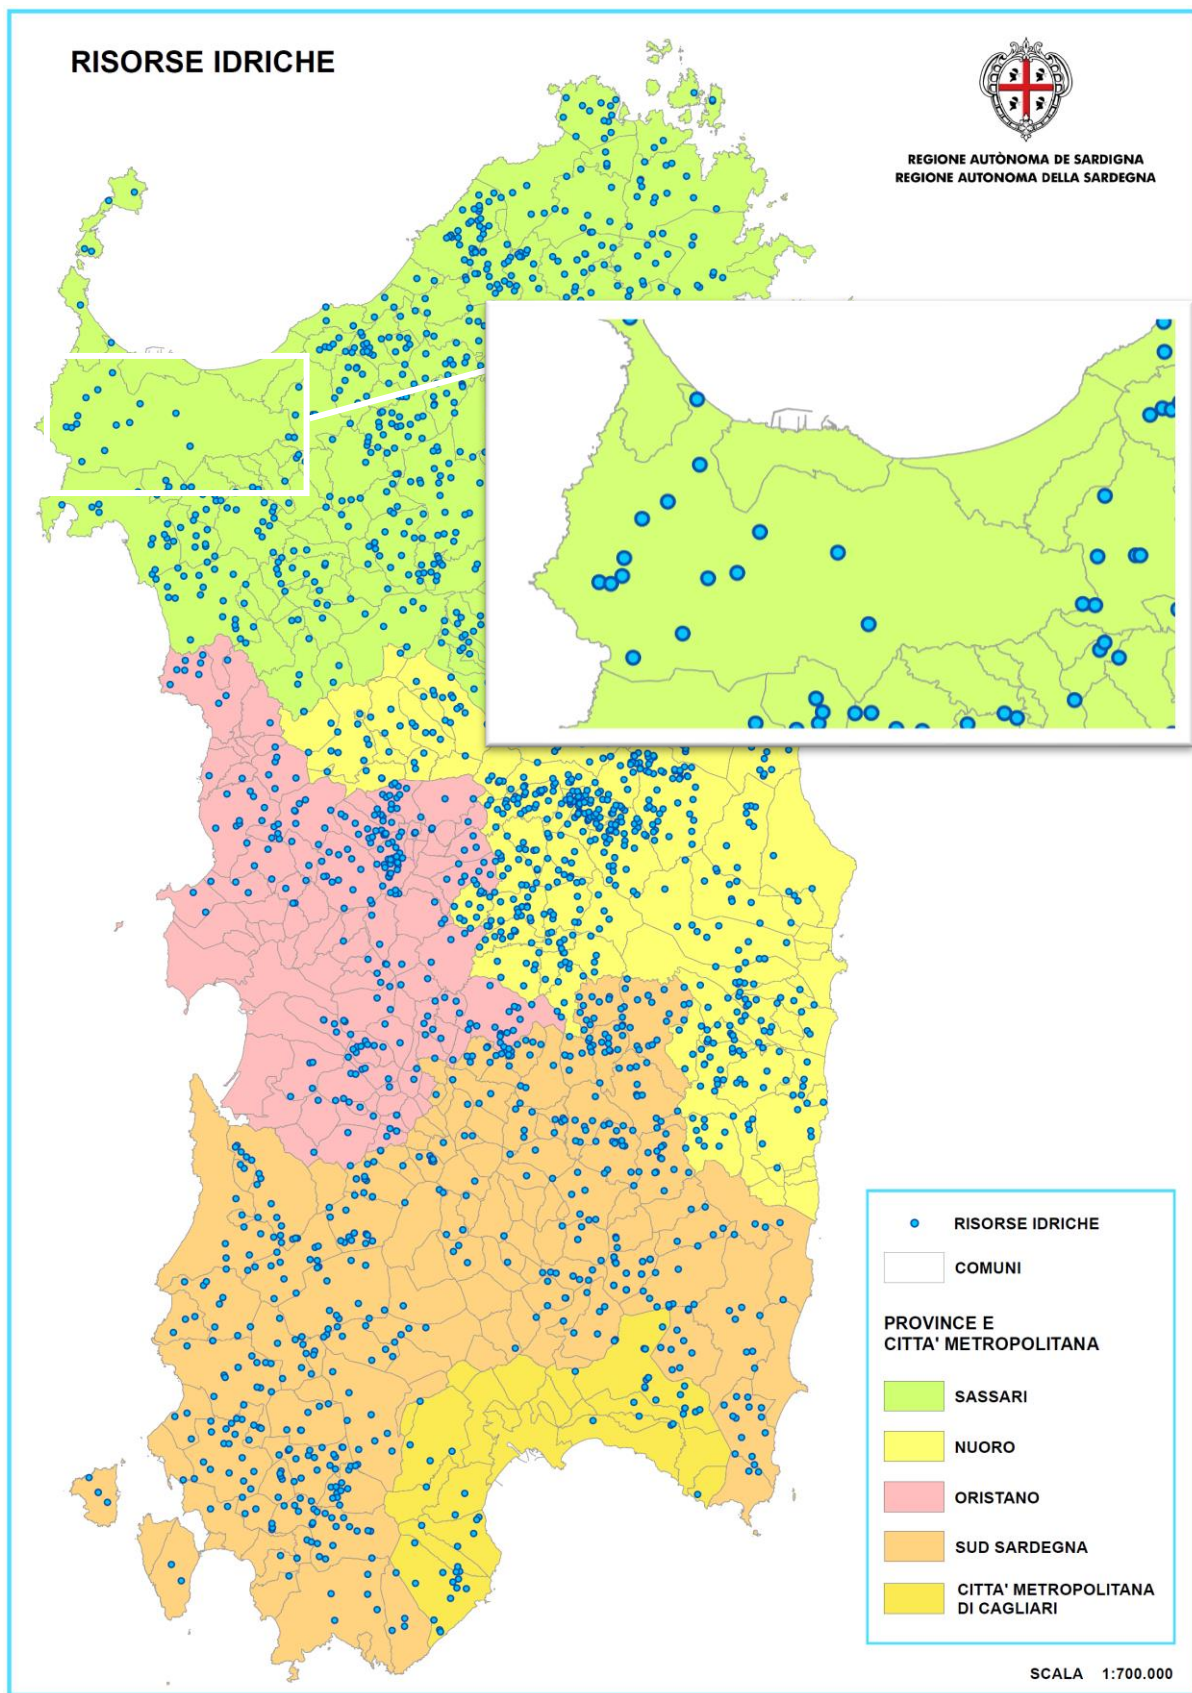 RISORSE IDRICHE
REGIONE AUTÒNOMA DE SARDIGNA
REGIONE AUTONOMA DELLA SARDEGNA
RISORSE IDRICHE
COMUNI
PROVINCE E
CITTA' METROPOLITANA
SASSARI
NUORO
ORISTANO
SUD SARDEGNA
CITTA' METROPOLITANA
DI CAGLIARI
SCALA 1:700.000